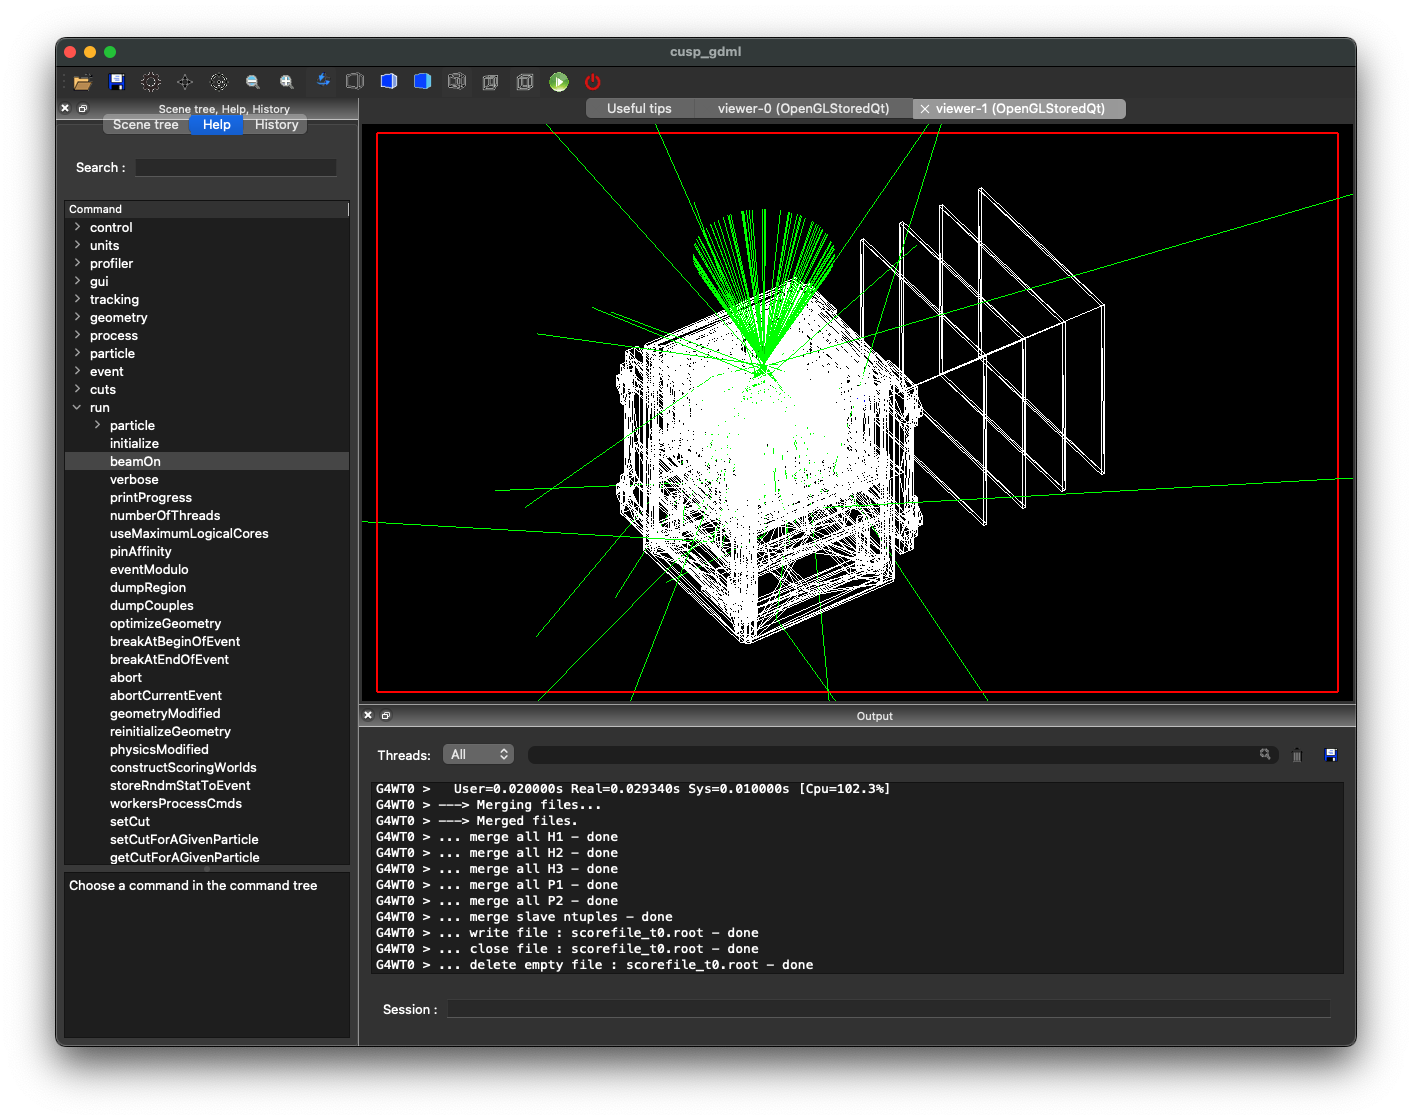 cusp_gdml
Scene tree, Help, History
Scene tree Help History
Search :
Command
control
units
profiler
gui
tracking
geometry
process
particle
event
cuts
run
particle
initialize
beamOn
verbose
printProgress
numberOfThreads
useMaximumLogicalCores
pinAffinity
eventModulo
dumpRegion
dumpCouples
optimizeGeometry
breakAtBeginOfEvent
breakAtEndOfEvent
abort
abortCurrentEvent
geometryModified
reinitializeGeometry
physicsModified
constructScoringWorlds
storeRndmStatToEvent
workersProcessCmds
setCut
setCutForAGivenParticle
getCutForAGivenParticle
Choose a command in the command tree
Useful tips viewer-0 (OpenGLStoredQt) viewer-1 (OpenGLStoredQt)
Output
Threads: All
G4WT0 > User=0.020000s Real=0.029340s Sys=0.010000s [Cpu=102.3%]
G4WT0 > ---> Merging files...
G4WT0 > ---> Merged files.
G4WT0 > ... merge all H1 - done
G4WT0 > ... merge all H2 - done
G4WT0 > ... merge all H3 - done
G4WT0 > ... merge all P1 - done
G4WT0 > ... merge all P2 - done
G4WT0 > ... merge slave ntuples - done
G4WT0 > ... write file : scorefile_t0.root - done
G4WT0 > ... close file : scorefile_t0.root - done
G4WT0 > ... delete empty file : scorefile_t0.root - done
Session :